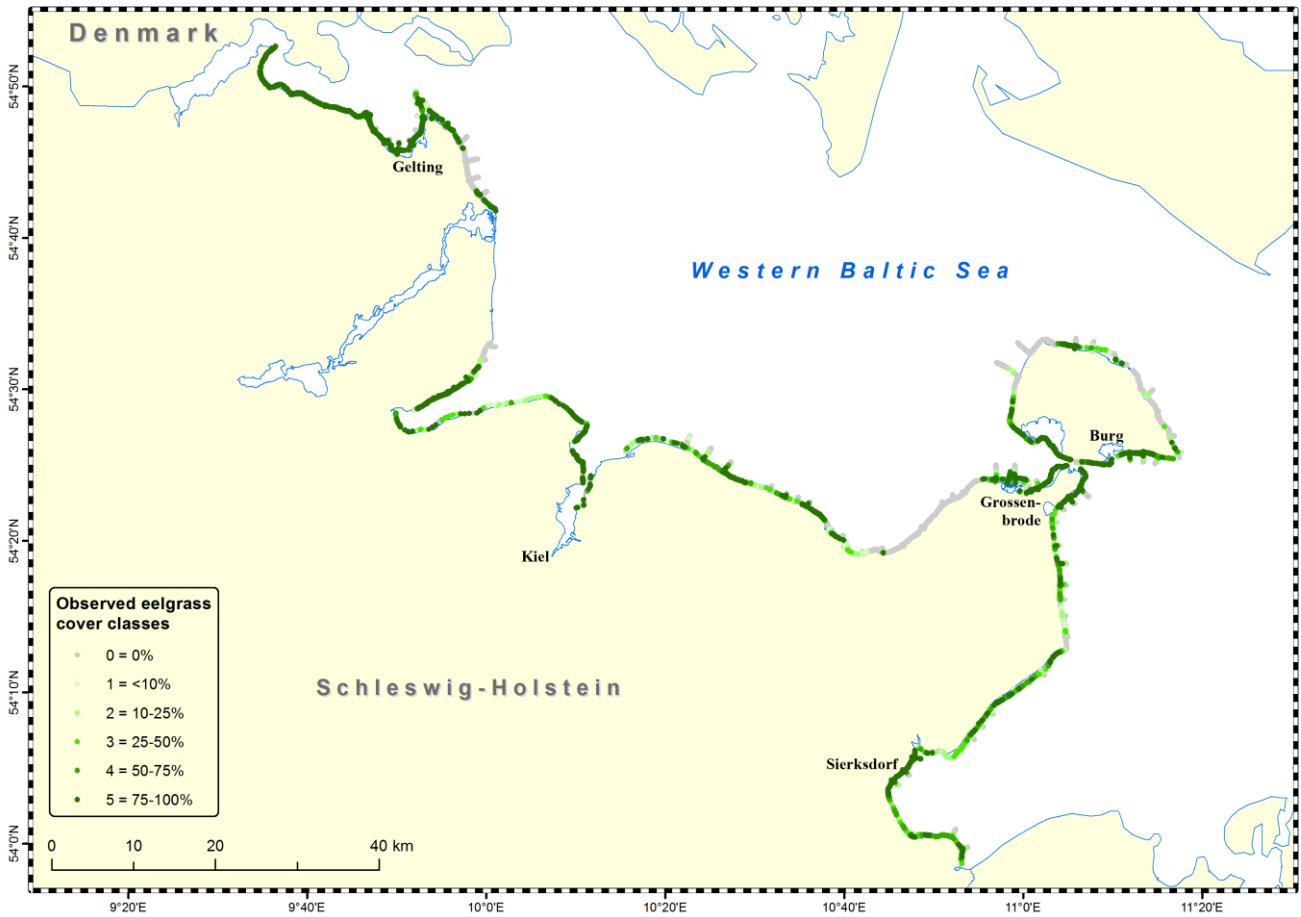 Denmark
54°50'N
Gelting
54°40'N
Western Baltic Sea
54°30'N
Burg
Grossen-
brode
54°20'N
Kiel
Observed eelgrass
cover classes
0 = 0%
1 = <10%
2 = 10-25%
3 = 25-50%
4 = 50-75%
5 = 75-100%
Schleswig-Holstein
54°10'N
Sierksdorf
54°0'N
0 10 20 40 km
9°20'E 9°40'E 10°0'E 10°20'E 10°40'E 11°0'E 11°20'E